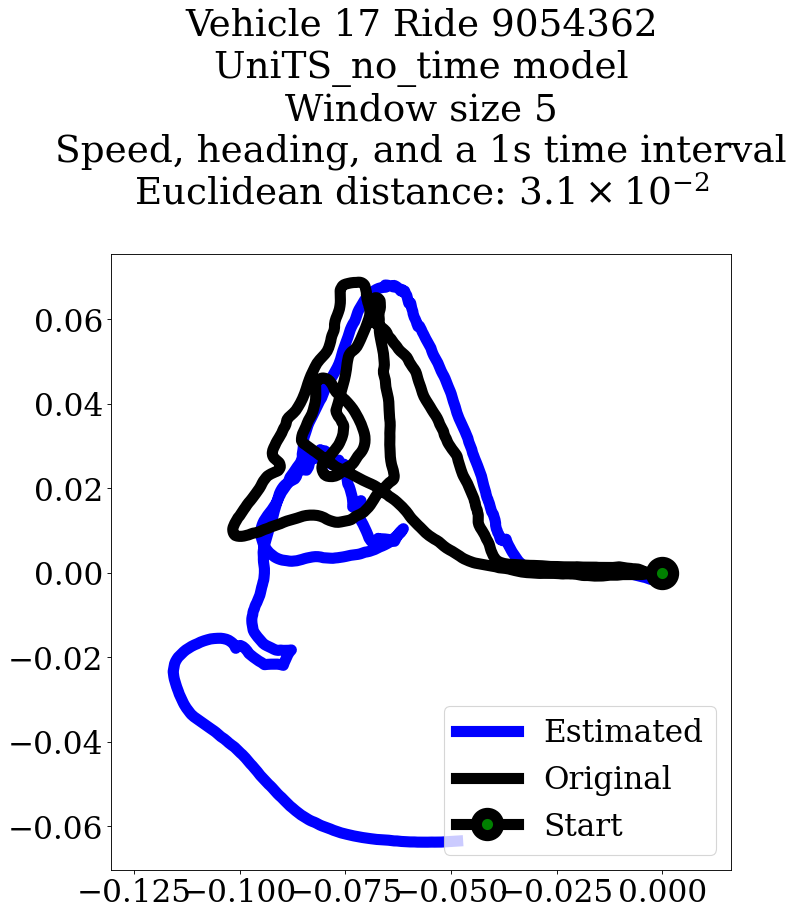 Vehicle 17 Ride 9054362
UniTS_no_time model
Window size 5
Speed, heading, and a 1s time interval
Euclidean distance: 3.1 × 10⁻²
0.06
0.04
0.02
0.00
−0.02
−0.04
−0.06
Estimated
Original
Start
−0.125 −0.100 −0.075 −0.050 −0.025 0.000